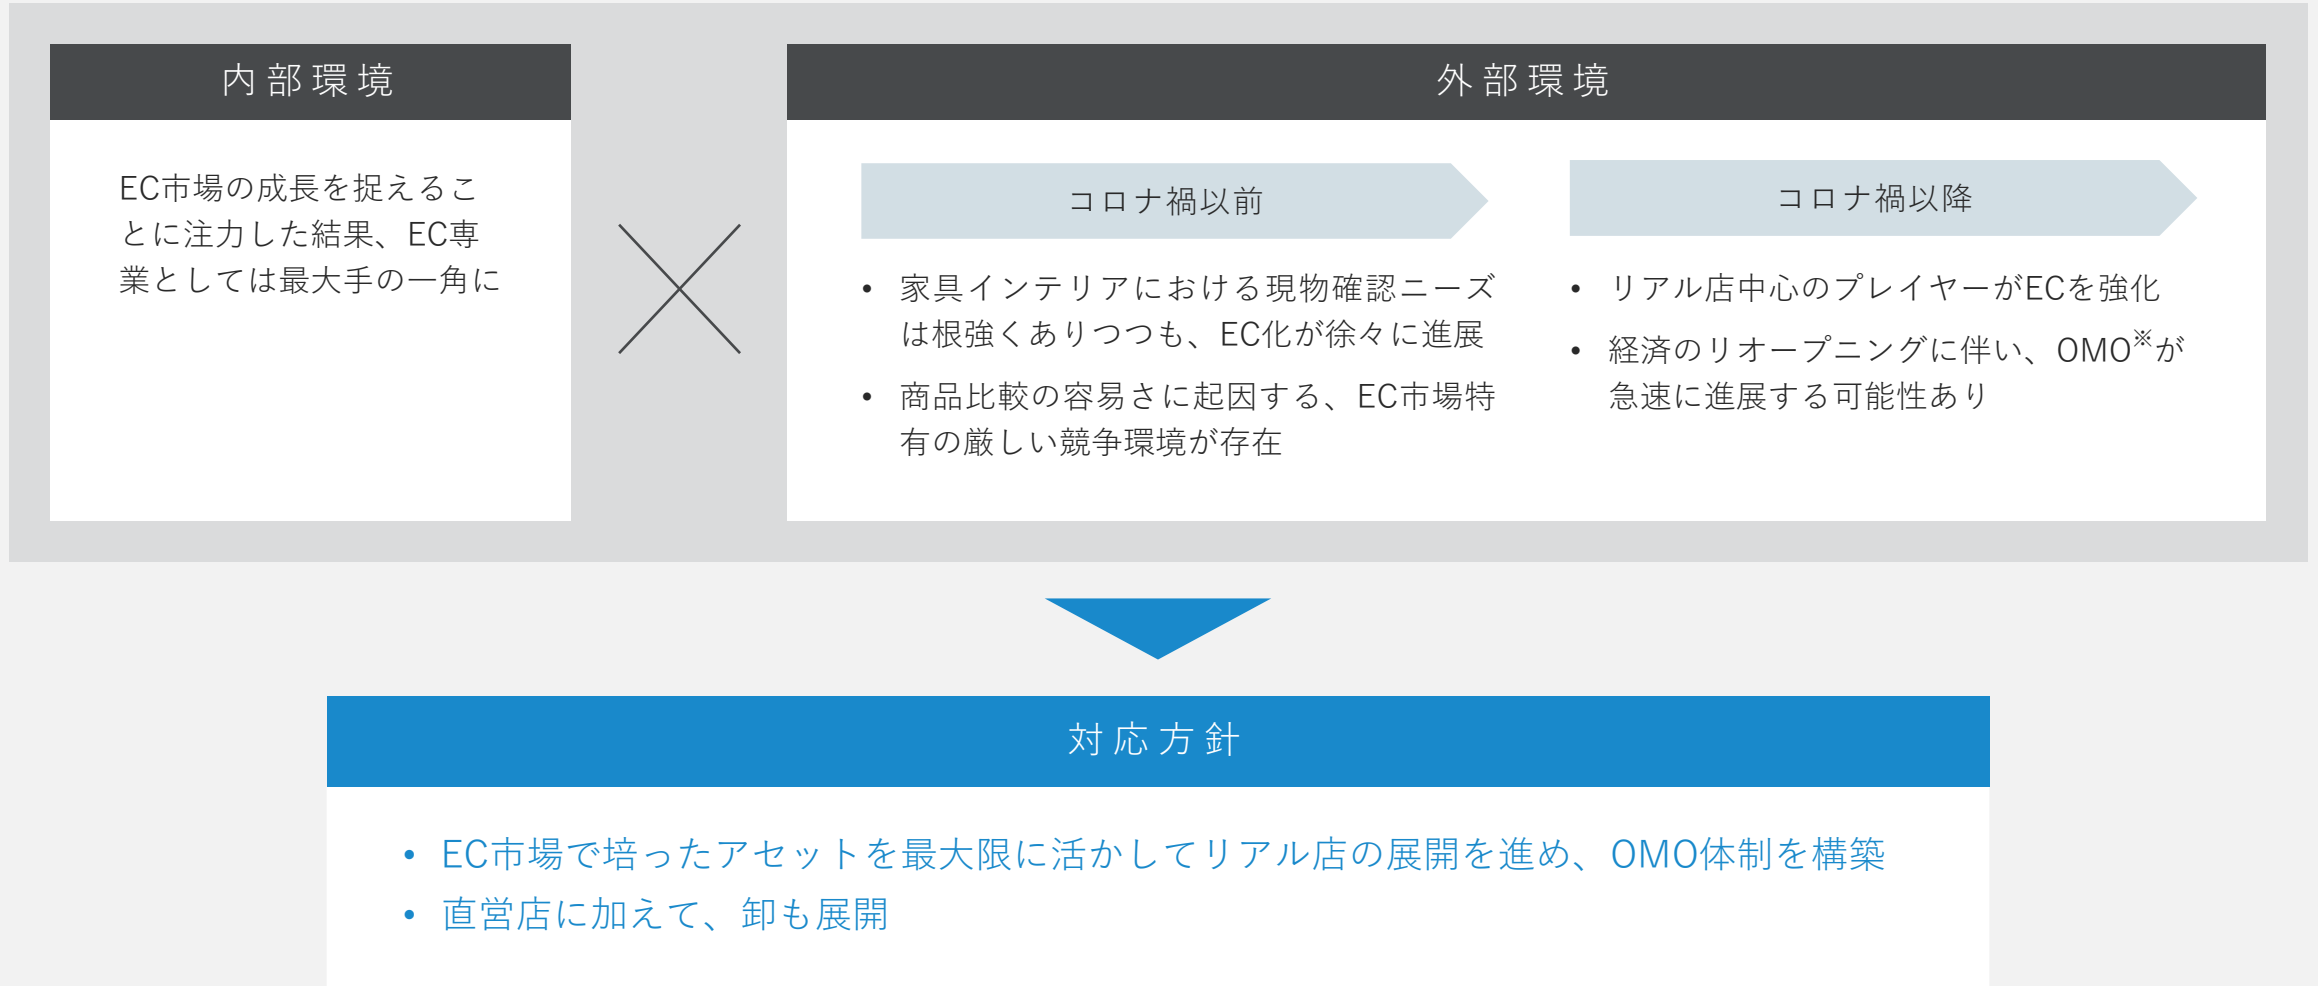 内部環境
EC市場の成長を捉えるこ
とに注力した結果、EC専
業としては最大手の一角に
外部環境
コロナ禍以前
• 家具インテリアにおける現物確認ニーズ
は根強くありつつも、EC化が徐々に進展
• 商品比較の容易さに起因する、EC市場特
有の厳しい競争環境が存在
コロナ禍以降
• リアル店中心のプレイヤーがECを強化
• 経済のリオープニングに伴い、OMO※が
急速に進展する可能性あり
対応方針
• EC市場で培ったアセットを最大限に活かしてリアル店の展開を進め、OMO体制を構築
• 直営店に加えて、卸も展開